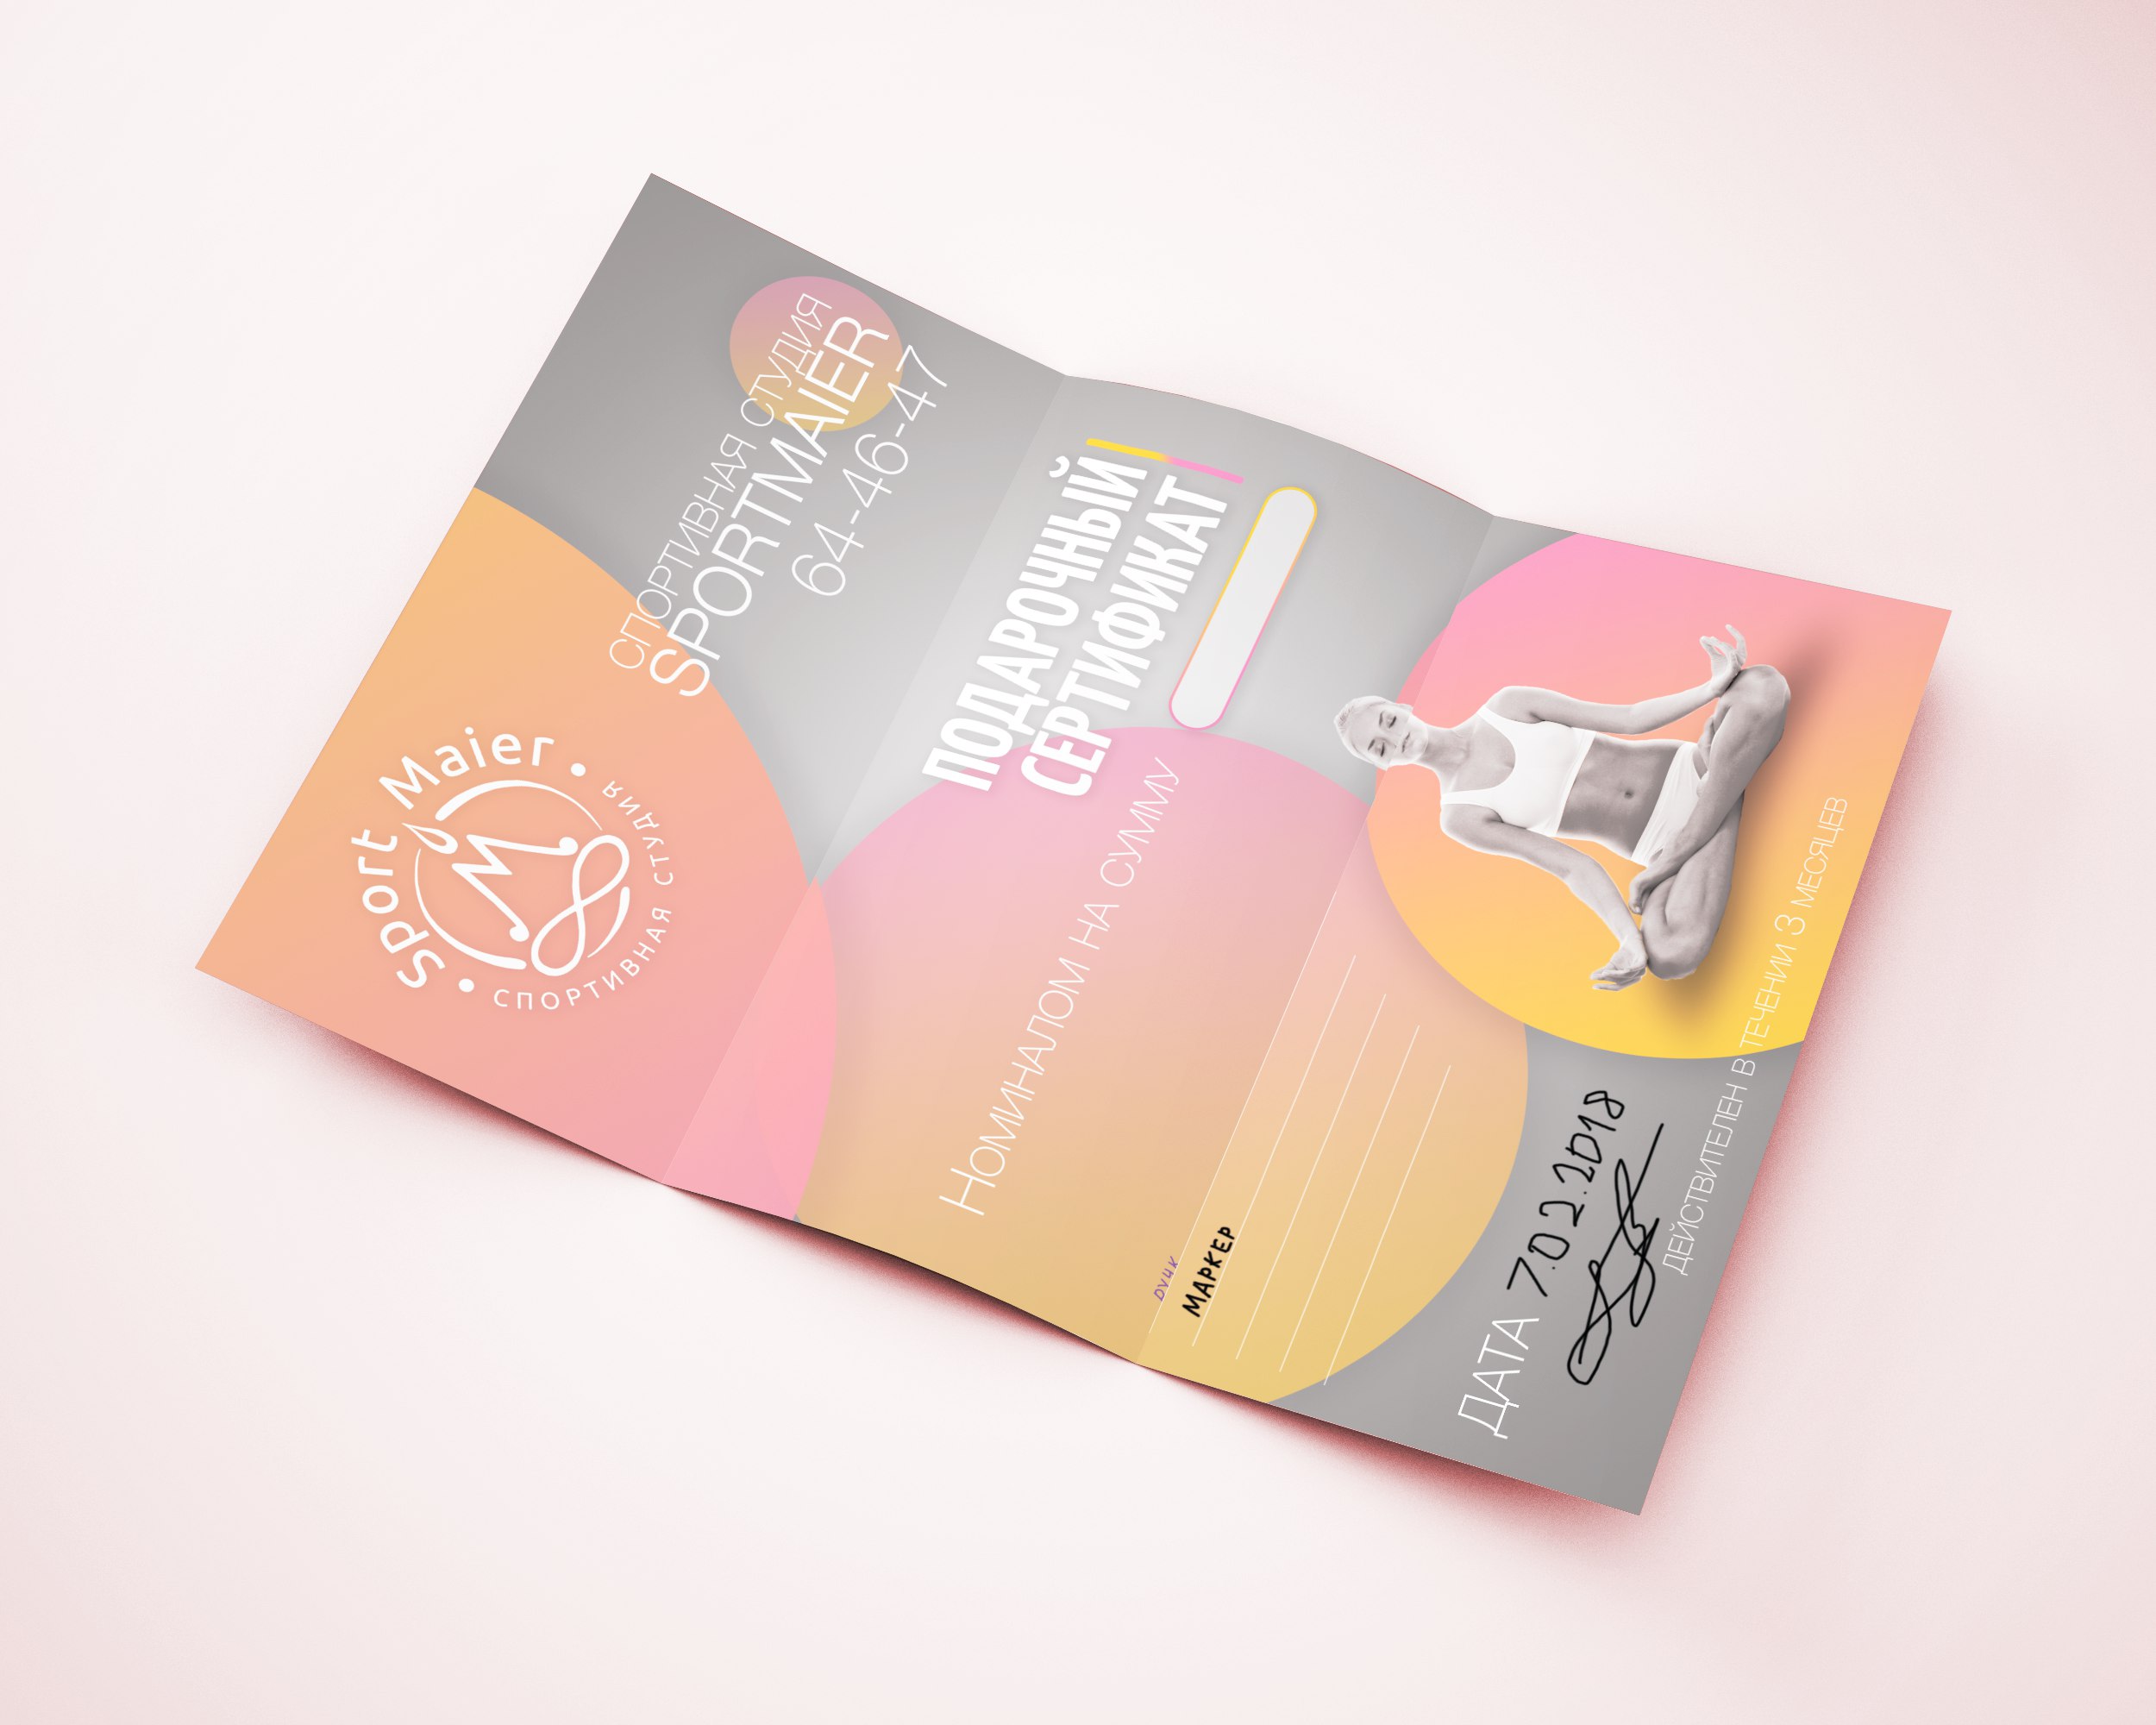 Sport Maier
СПОРТИВНАЯ СТУДИЯ
СПОРТИВНАЯ СТУДИЯ
SPORTMAIER
64-46-46-47
ПОДАРОЧНЫЙ
СЕРТИФИКАТ
НОМИНАЛОМ НА СУММУ
МАРКЕР
ДАТА 7.02.2018
ДЕЙСТВИТЕЛЕН В ТЕЧЕНИИ 3 МЕСЯЦЕВ